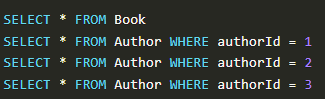 SELECT * FROM Book
SELECT * FROM Author WHERE authorId = 1
SELECT * FROM Author WHERE authorId = 2
SELECT * FROM Author WHERE authorId = 3